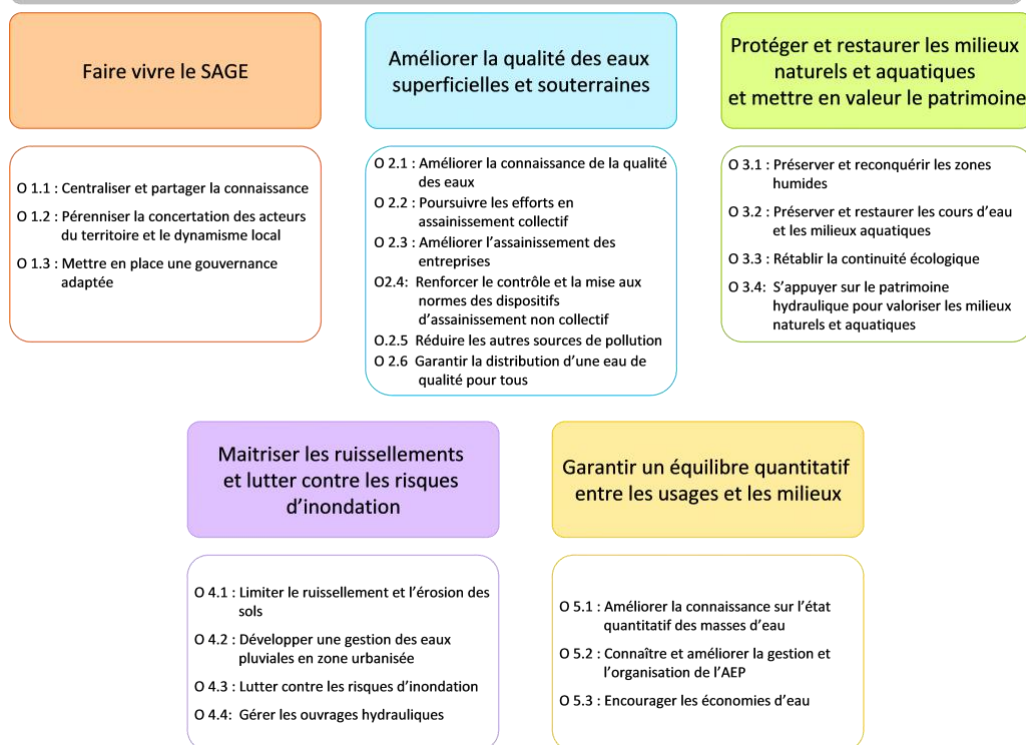 Faire vivre le SAGE
O 1.1 : Centraliser et partager la connaissance
O 1.2 : Pérenniser la concertation des acteurs
du territoire et le dynamisme local
O 1.3 : Mettre en place une gouvernance
adaptée
Améliorer la qualité des eaux
superficielles et souterraines
O 2.1 : Améliorer la connaissance de la qualité
des eaux
O 2.2 : Poursuivre les efforts en
assainissement collectif
O 2.3 : Améliorer l’assainissement des
entreprises
O2.4: Renforcer le contrôle et la mise aux
normes des dispositifs
d’assainissement non collectif
O.2.5 Réduire les autres sources de pollution
O 2.6 Garantir la distribution d’une eau de
qualité pour tous
Protéger et restaurer les milieux
naturels et aquatiques
et mettre en valeur le patrimoine
O 3.1 : Préserver et reconquérir les zones
humides
O 3.2 : Préserver et restaurer les cours d’eau
et les milieux aquatiques
O 3.3 : Rétablir la continuité écologique
O 3.4: S’appuyer sur le patrimoine
hydraulique pour valoriser les milieux
naturels et aquatiques
Maitriser les ruissellements
et lutter contre les risques
d’inondation
O 4.1 : Limiter le ruissellement et l’érosion des
sols
O 4.2 : Développer une gestion des eaux
pluviales en zone urbanisée
O 4.3 : Lutter contre les risques d’inondation
O 4.4: Gérer les ouvrages hydrauliques
Garantir un équilibre quantitatif
entre les usages et les milieux
O 5.1 : Améliorer la connaissance sur l’état
quantitatif des masses d’eau
O 5.2 : Connaître et améliorer la gestion et
l’organisation de l’AEP
O 5.3 : Encourager les économies d’eau